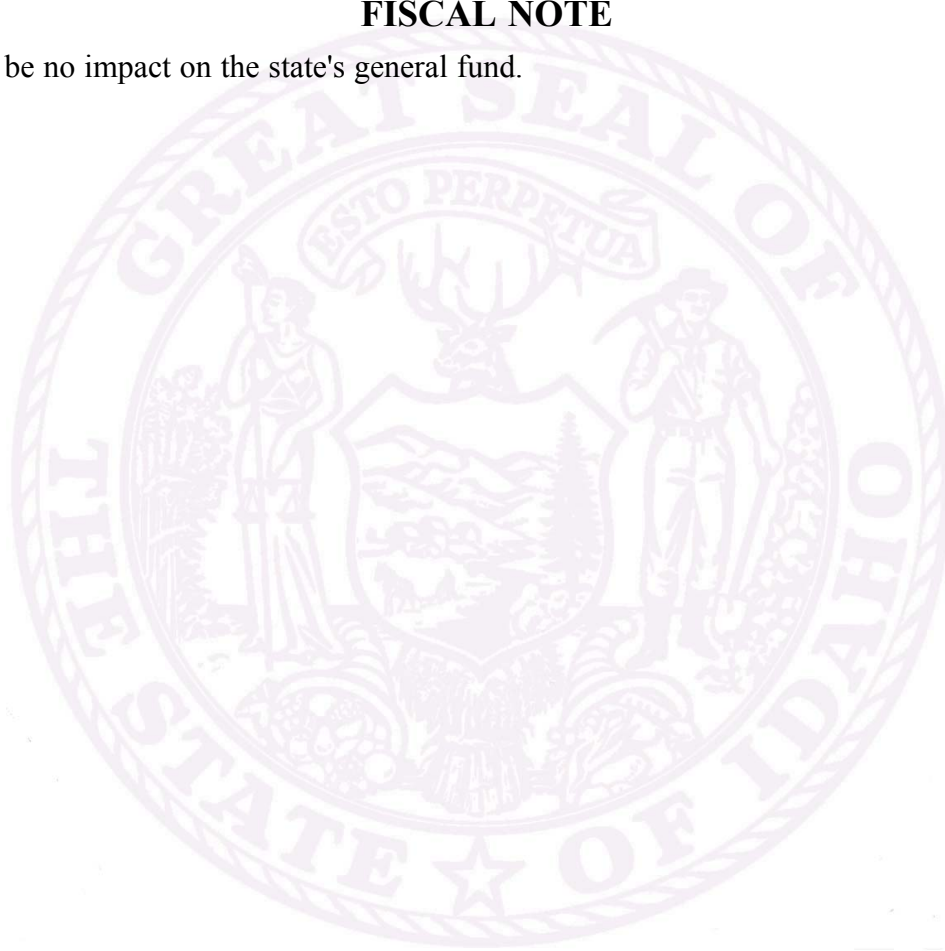 FISCAL NOTE
be no impact on the state's general fund.
GREAT SEAL OF
ESTO PERPETUA
THE STATE ☆ OF IDAHO